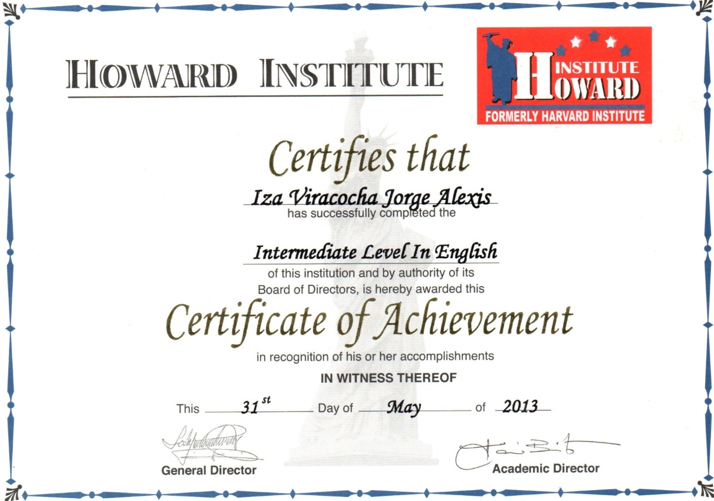 HOWARD INSTITUTE
INSTITUTE
HOWARD
FORMERLY HARVARD INSTITUTE
Certifies that
Iza Viracocha Jorge Alexis
has successfully completed the
Intermediate Level In English
of this institution and by authority of its
Board of Directors, is hereby awarded this
Certificate of Achievement
in recognition of his or her accomplishments
IN WITNESS THEREOF
This 31st Day of May of 2013
General Director Academic Director